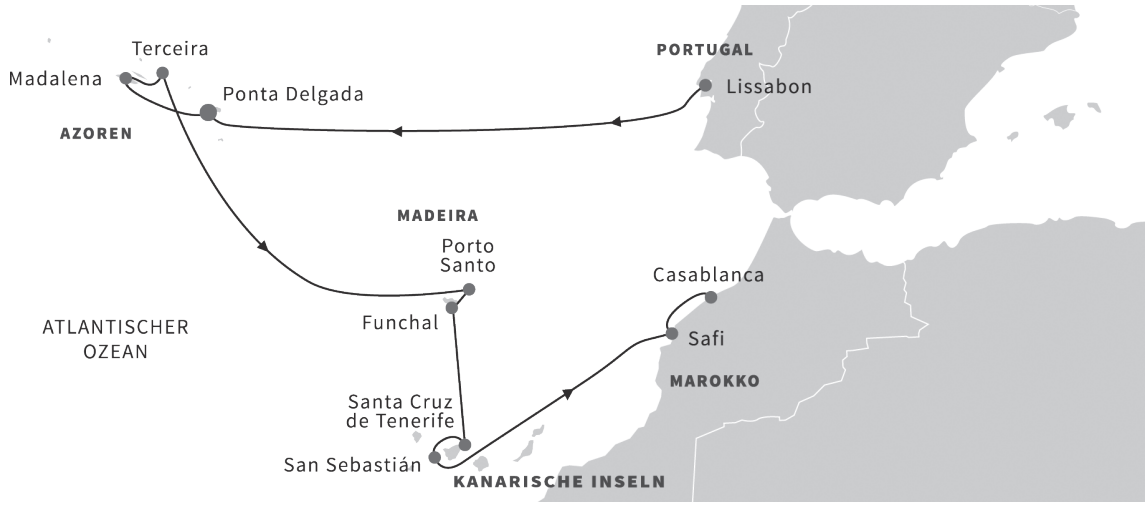 Terceira
Madalena
Ponta Delgada
AZOREN
PORTUGAL
Lissabon
MADEIRA
Porto
Santo
Funchal
Casablanca
Safi
MAROKKO
ATLANTISCHER
OZEAN
Santa Cruz
de Tenerife
San Sebastián
KANARISCHE INSELN